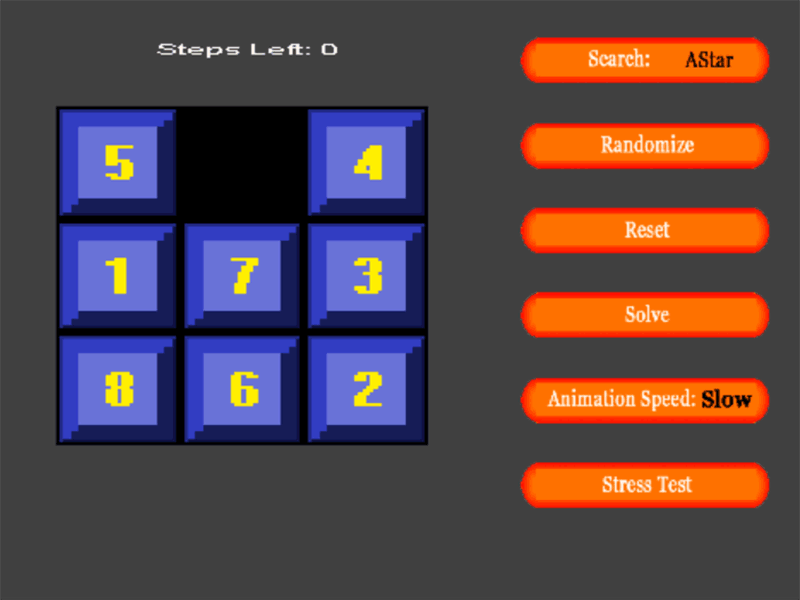 Steps Left: 0
5 4
1 7 3
8 6 2
Search: AStar
Randomize
Reset
Solve
Animation Speed: Slow
Stress Test